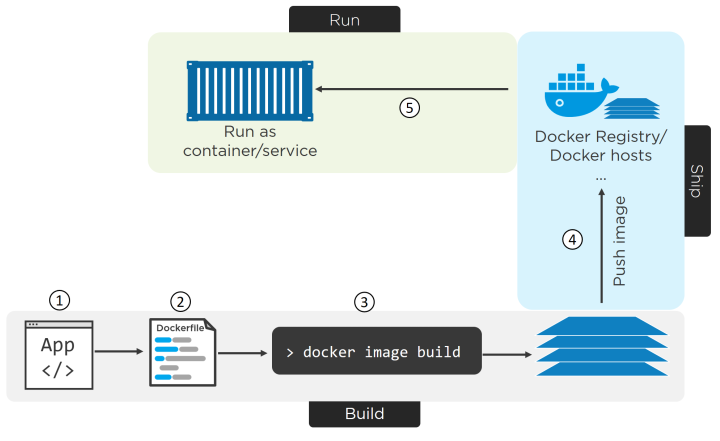 Run
Run as
container/service
5
Docker Registry/
Docker hosts
...
Ship
4
Push image
1
2
3
App
</>
Dockerfile
> docker image build
Build